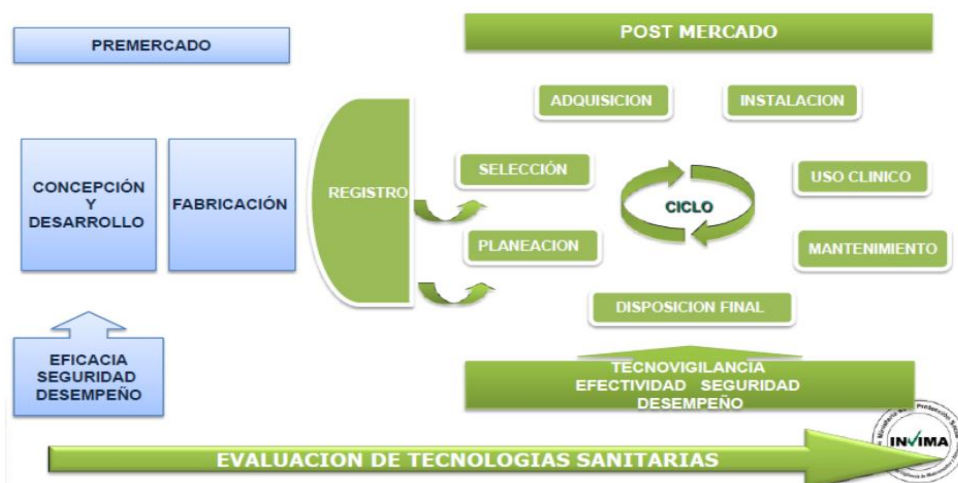 PREMERCADO
POST MERCADO
ADQUISICION
INSTALACION
CONCEPCIÓN
Y
DESARROLLO
FABRICACIÓN
REGISTRO
SELECCIÓN
CICLO
USO CLINICO
PLANEACION
MANTENIMIENTO
DISPOSICION FINAL
EFICACIA
SEGURIDAD
DESEMPEÑO
TECNOVIGILANCIA
EFECTIVIDAD SEGURIDAD
DESEMPEÑO
INVIMA
EVALUACION DE TECNOLOGIAS SANITARIAS